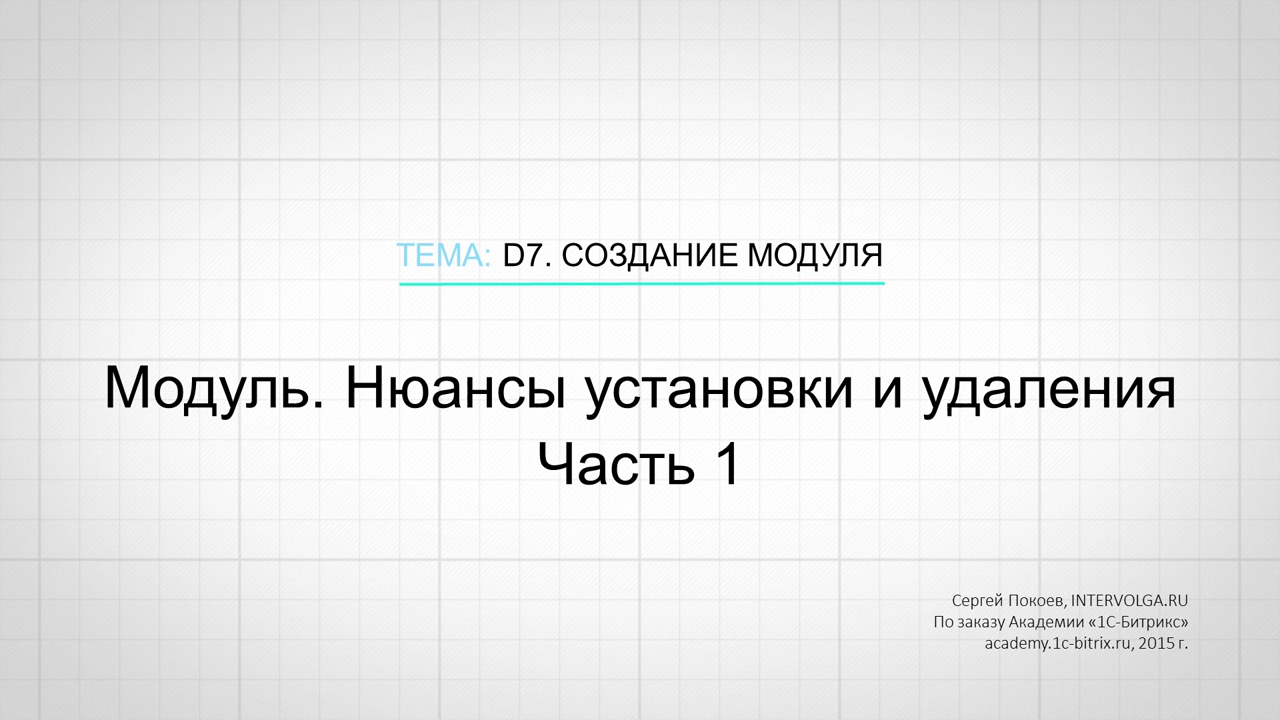 ТЕМА: D7. СОЗДАНИЕ МОДУЛЯ
Модуль. Нюансы установки и удаления
Часть 1
Сергей Покоев, INTERVOLGA.RU
По заказу Академии «1С-Битрикс»
academy.1c-bitrix.ru, 2015 г.